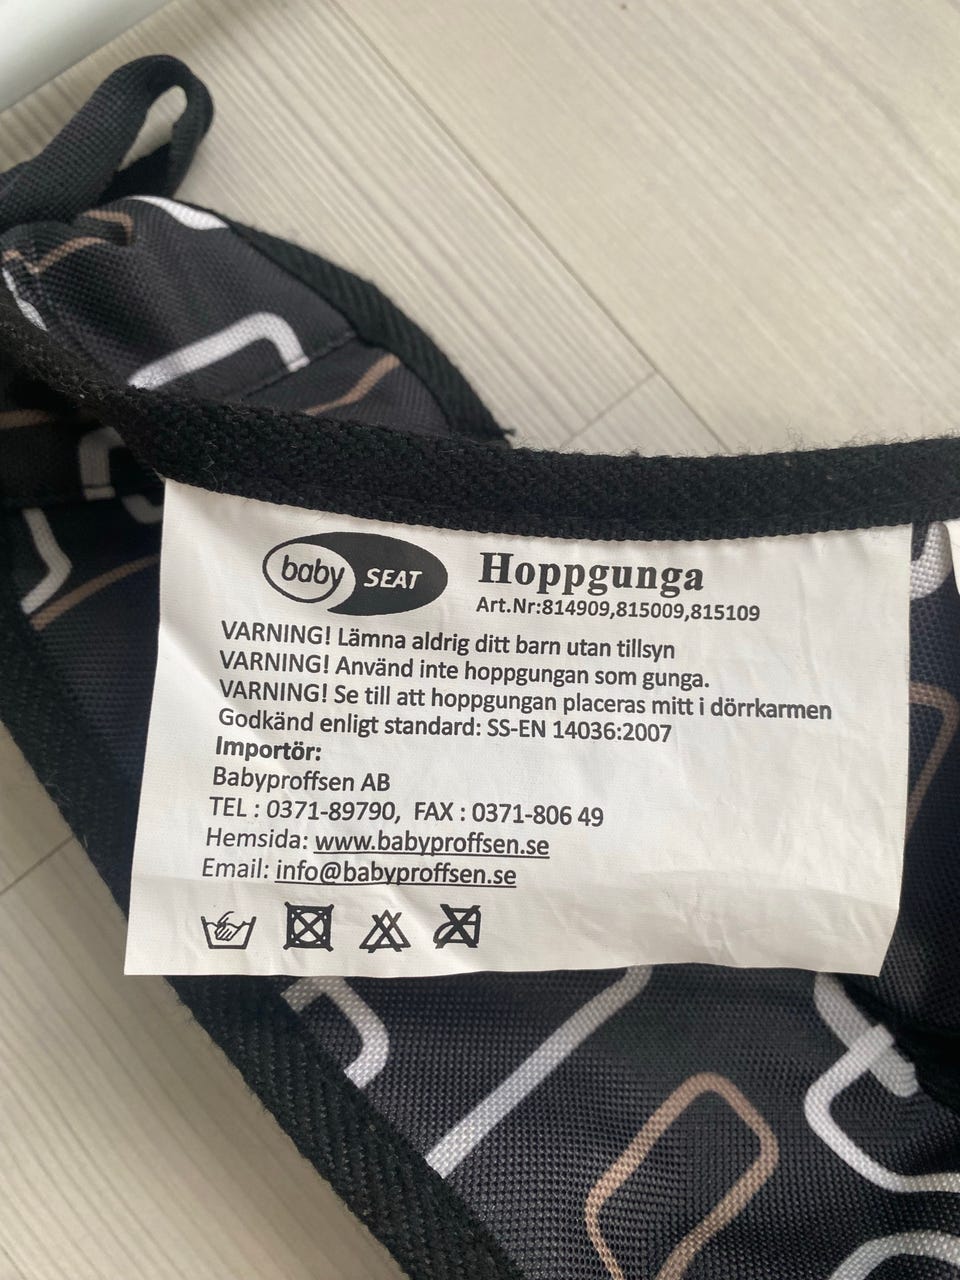 baby SEAT
Hoppgunga
Art.Nr:814909,815009,815109
VARNING! Lämna aldrig ditt barn utan tillsyn
VARNING! Använd inte hoppgungan som gunga.
VARNING! Se till att hoppgungan placeras mitt i dörrkarmen
Godkänd enligt standard: SS-EN 14036:2007
Importör:
Babyproffsen AB
TEL : 0371-89790, FAX : 0371-806 49
Hemsida: www.babyproffsen.se
Email: info@babyproffsen.se